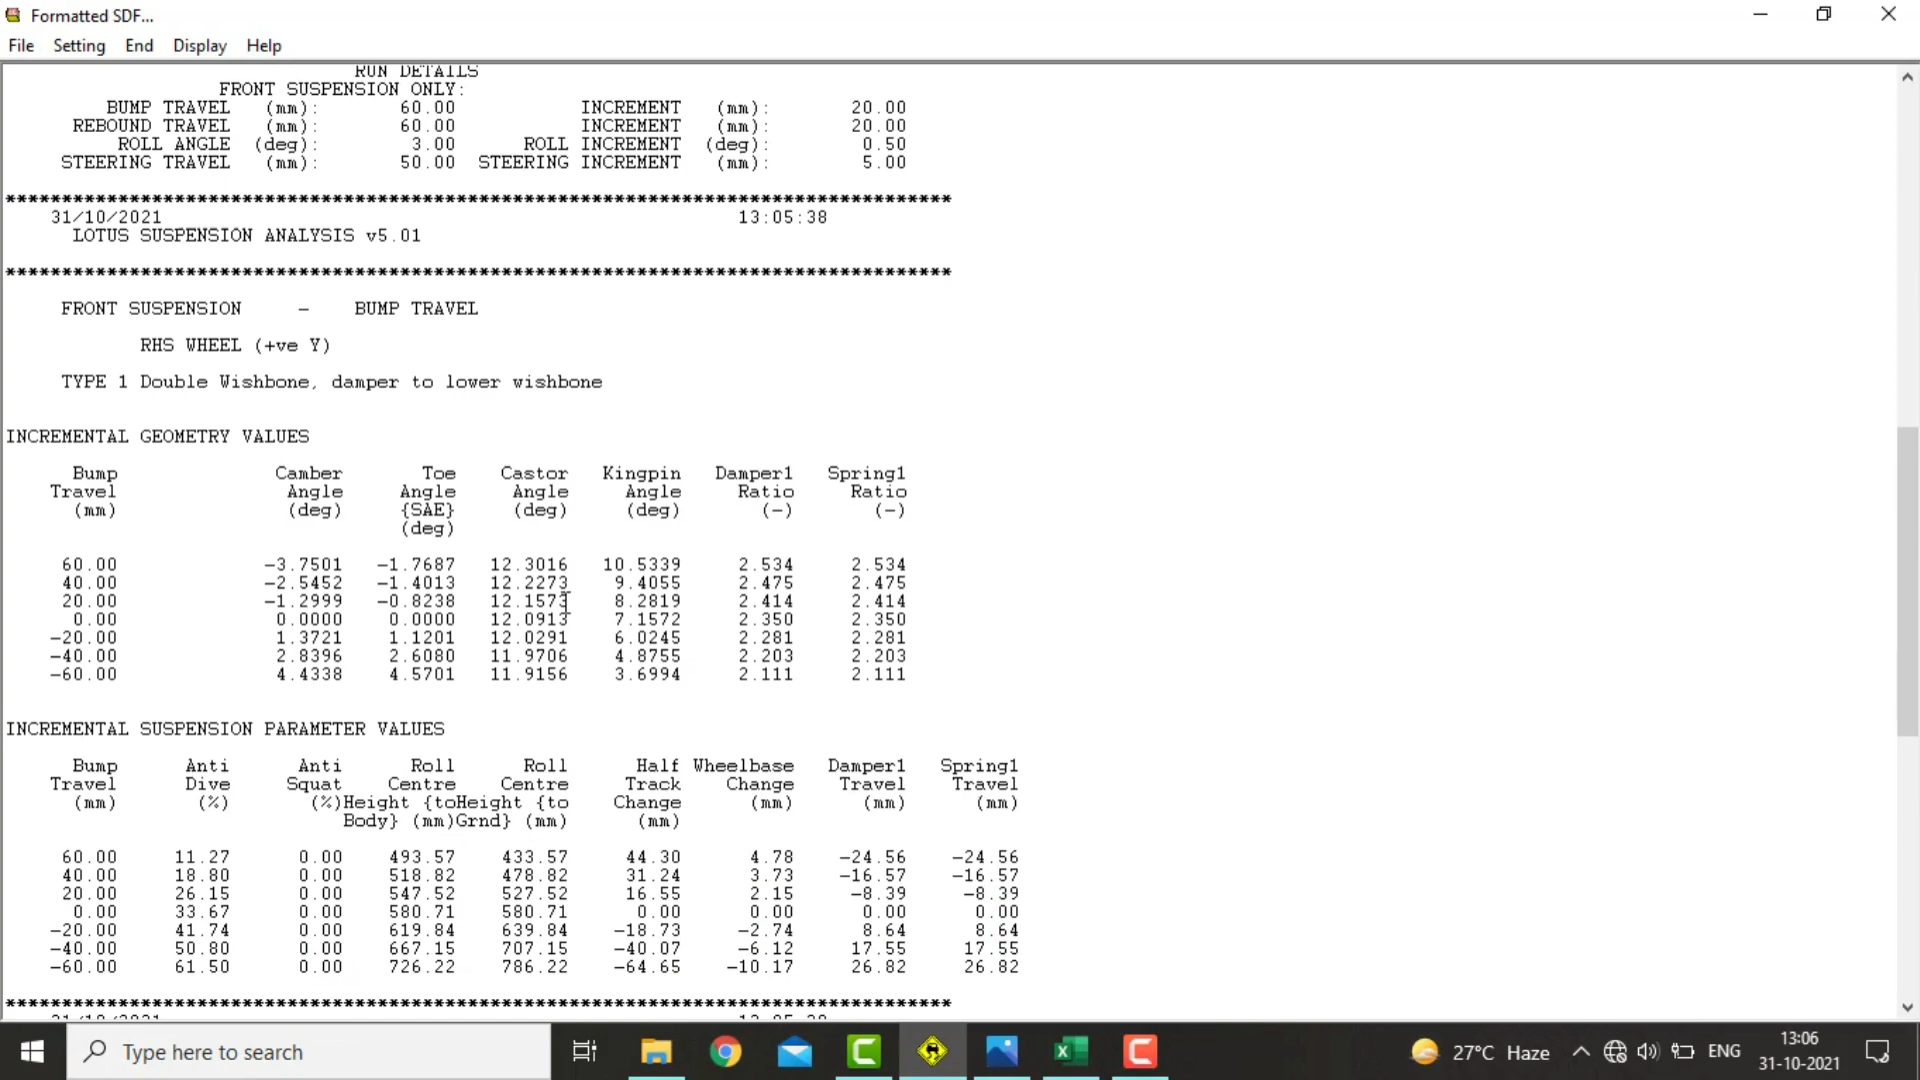 Formatted SDF...
File Setting End Display Help
RUN DETAILS
FRONT SUSPENSION ONLY:
BUMP TRAVEL (mm): 60.00 INCREMENT (mm): 20.00
REBOUND TRAVEL (mm): 60.00 INCREMENT (mm): 20.00
ROLL ANGLE (deg): 3.00 ROLL INCREMENT (deg): 0.50
STEERING TRAVEL (mm): 50.00 STEERING INCREMENT (mm): 5.00
************************************************************************************
31/10/2021 13:05:38
LOTUS SUSPENSION ANALYSIS v5.01
************************************************************************************
FRONT SUSPENSION - BUMP TRAVEL
RHS WHEEL (+ve Y)
TYPE 1 Double Wishbone, damper to lower wishbone
INCREMENTAL GEOMETRY VALUES
Bump Camber Toe Castor Kingpin Damper1 Spring1
Travel Angle Angle Angle Angle Ratio Ratio
(mm) (deg) {SAE} (deg) (deg) (-) (-)
(deg)
60.00 -3.7501 -1.7687 12.3016 10.5339 2.534 2.534
40.00 -2.5452 -1.4013 12.2273 9.4055 2.475 2.475
20.00 -1.2999 -0.8238 12.1573 8.2819 2.414 2.414
0.00 0.0000 0.0000 12.0913 7.1572 2.350 2.350
-20.00 1.3721 1.1201 12.0291 6.0245 2.281 2.281
-40.00 2.8396 2.6080 11.9706 4.8755 2.203 2.203
-60.00 4.4338 4.5701 11.9156 3.6994 2.111 2.111
INCREMENTAL SUSPENSION PARAMETER VALUES
Bump Anti Anti Roll Roll Half Wheelbase Damper1 Spring1
Travel Dive Squat Centre Centre Track Change Travel Travel
(mm) (%) (%)Height {toHeight {to Change (mm) (mm) (mm)
Body} (mm)Grnd} (mm) (mm)
60.00 11.27 0.00 493.57 433.57 44.30 4.78 -24.56 -24.56
40.00 18.80 0.00 518.82 478.82 31.24 3.73 -16.57 -16.57
20.00 26.15 0.00 547.52 527.52 16.55 2.15 -8.39 -8.39
0.00 33.67 0.00 580.71 580.71 0.00 0.00 0.00 0.00
-20.00 41.74 0.00 619.84 639.84 -18.73 -2.74 8.64 8.64
-40.00 50.80 0.00 667.15 707.15 -40.07 -6.12 17.55 17.55
-60.00 61.50 0.00 726.22 786.22 -64.65 -10.17 26.82 26.82
************************************************************************************
Type here to search
27°C Haze
ENG
13:06
31-10-2021